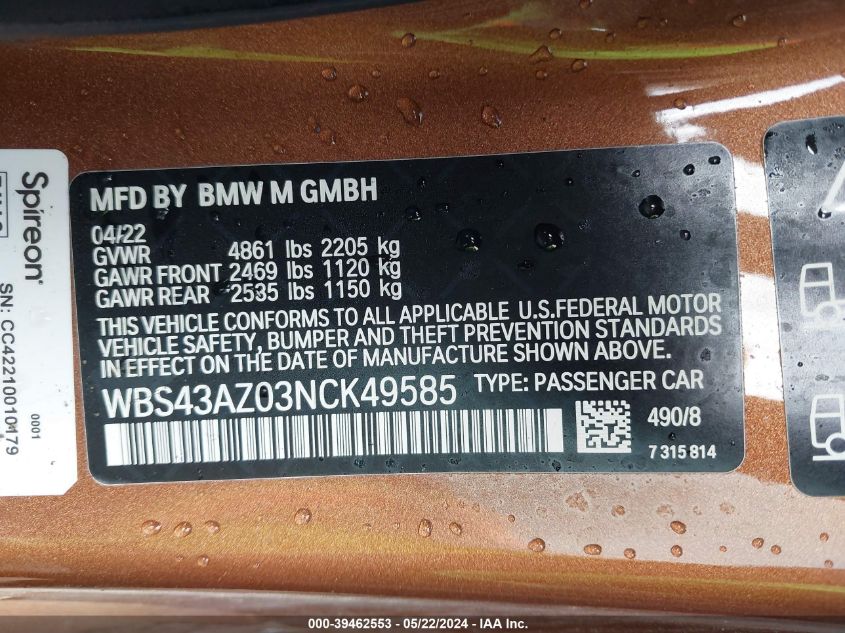 MFD BY BMW M GMBH
04/22
GVWR 4861 lbs 2205 kg
GAWR FRONT 2469 lbs 1120 kg
GAWR REAR 2535 lbs 1150 kg
THIS VEHICLE CONFORMS TO ALL APPLICABLE U.S.FEDERAL MOTOR
VEHICLE SAFETY, BUMPER AND THEFT PREVENTION STANDARDS
IN EFFECT ON THE DATE OF MANUFACTURE SHOWN ABOVE.
WBS43AZ03NCK49585 TYPE: PASSENGER CAR
490/8
7 315 814
Spireon
SN: CC42210010179
0001
000-39462553 - 05/22/2024 - IAA Inc.